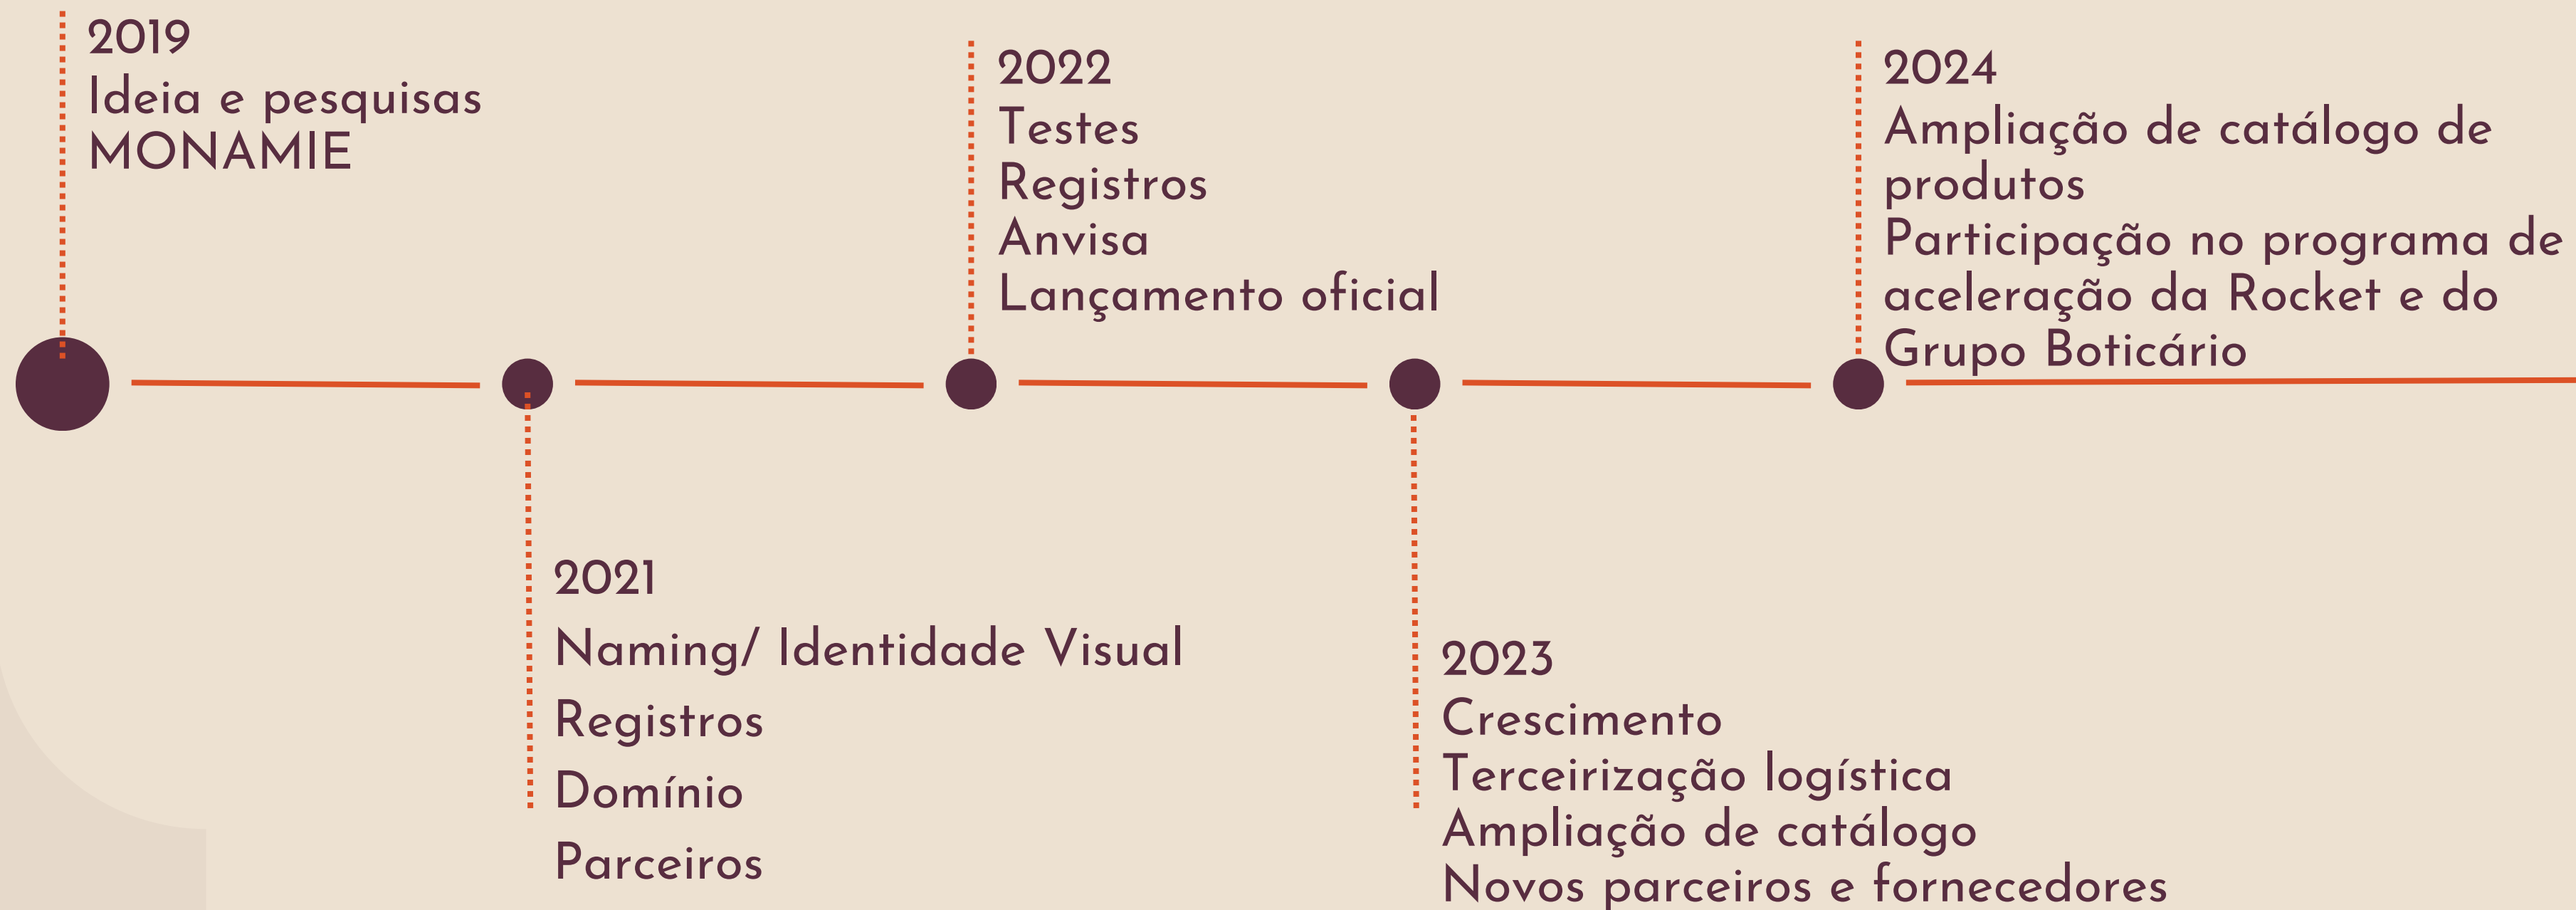 2019
Ideia e pesquisas
MONAMIE
2021
Naming/ Identidade Visual
Registros
Domínio
Parceiros
2022
Testes
Registros
Anvisa
Lançamento oficial
2023
Crescimento
Terceirização logística
Ampliação de catálogo
Novos parceiros e fornecedores
2024
Ampliação de catálogo de
produtos
Participação no programa de
aceleração da Rocket e do
Grupo Boticário